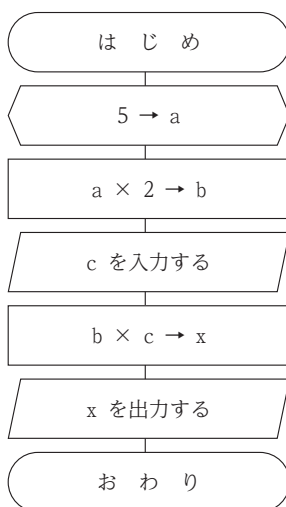 は じ め
5 → a
a × 2 → b
c を入力する
b × c → x
x を出力する
お わ り